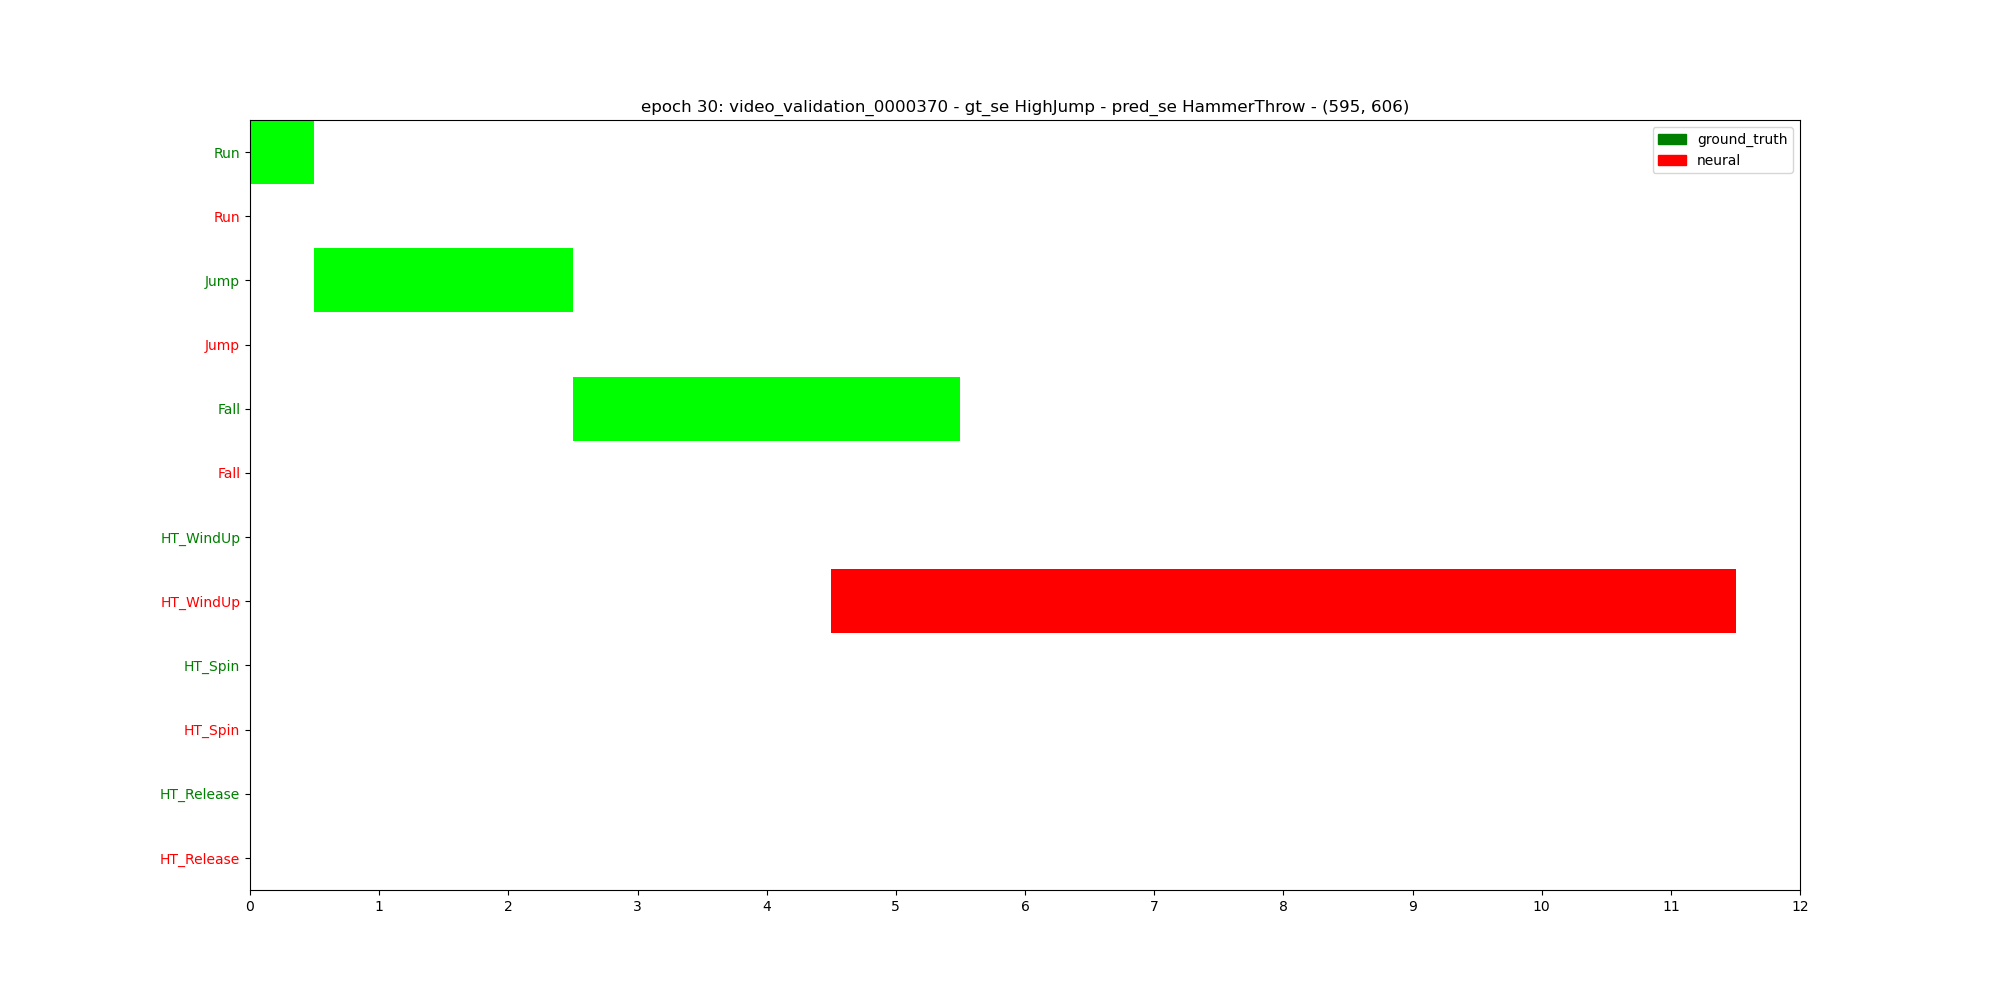 epoch 30: video_validation_0000370 - gt_se HighJump - pred_se HammerThrow - (595, 606)
ground_truth
neural
Run
Run
Jump
Jump
Fall
Fall
HT_WindUp
HT_WindUp
HT_Spin
HT_Spin
HT_Release
HT_Release
0 1 2 3 4 5 6 7 8 9 10 11 12